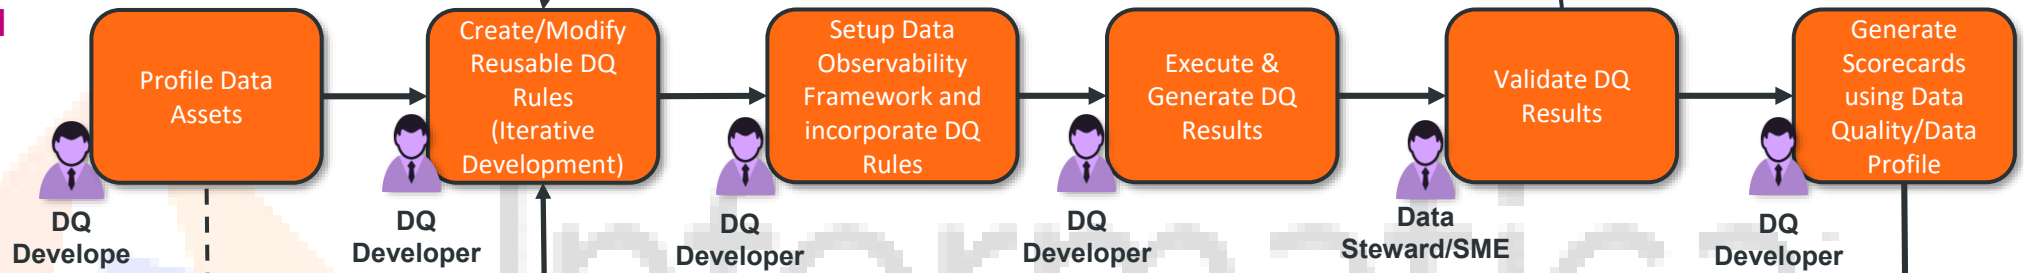 Profile Data
Assets
Create/Modify
Reusable DQ
Rules
(Iterative
Development)
Setup Data
Observability
Framework and
incorporate DQ
Rules
Execute &
Generate DQ
Results
Validate DQ
Results
Generate
Scorecards
using Data
Quality/Data
Profile
DQ
Develope
DQ
Developer
DQ
Developer
DQ
Developer
Data
Steward/SME
DQ
Developer